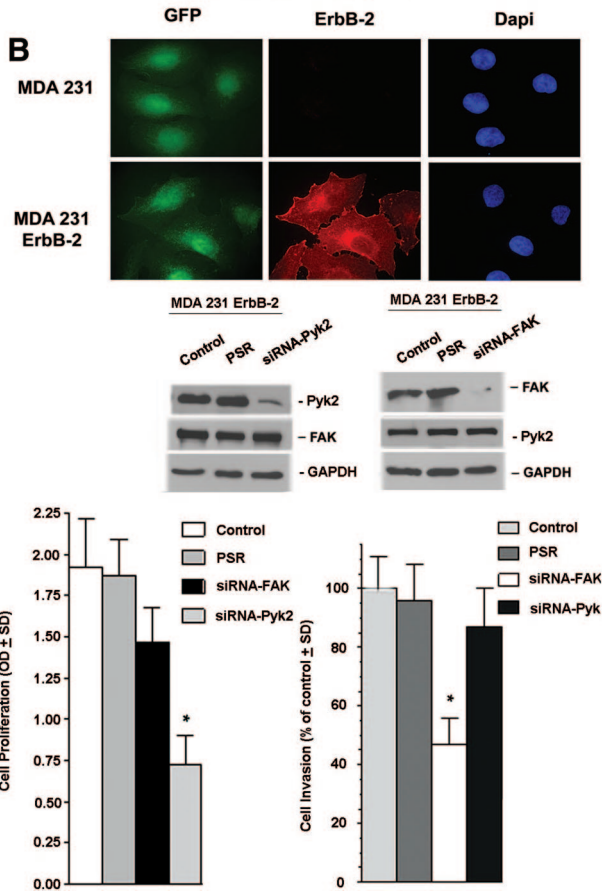 GFP ErbB-2 Dapi
B
MDA 231
MDA 231
ErbB-2
MDA 231 ErbB-2
Control PSR siRNA-Pyk2
- Pyk2
- FAK
- GAPDH
MDA 231 ErbB-2
Control PSR siRNA-FAK
– FAK
- Pyk2
– GAPDH
Cell Proliferation (OD ± SD)
2.25
2.00
1.75
1.50
1.25
1.00
0.75
0.50
0.25
0.00
Control
PSR
siRNA-FAK
siRNA-Pyk2
*
Cell Invasion (% of control ± SD)
100
80
60
40
20
0
Control
PSR
siRNA-FAK
siRNA-Pyk
*